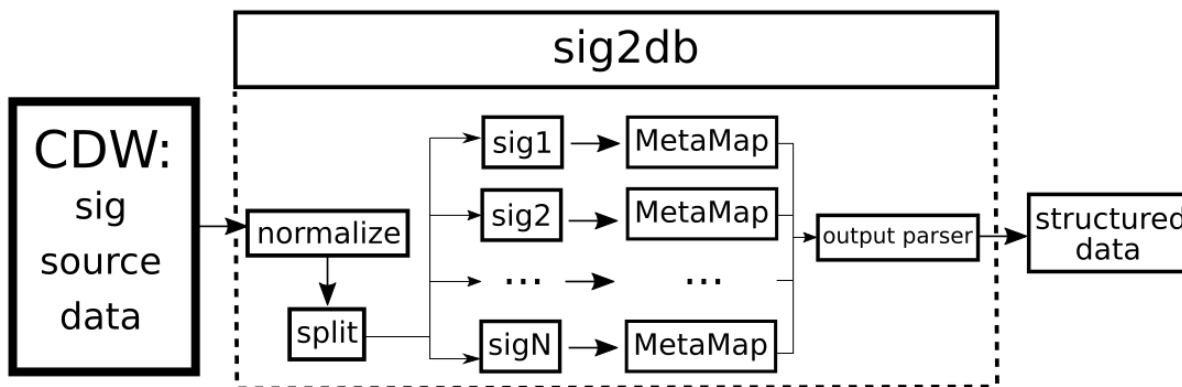 sig2db
CDW:
sig
source
data
normalize
split
sig1
MetaMap
sig2
MetaMap
...
...
sigN
MetaMap
output parser
structured
data